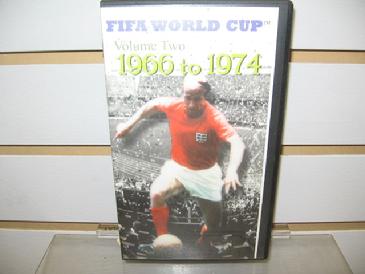 FIFA WORLD CUP™
Volume Two
1966 to 1974